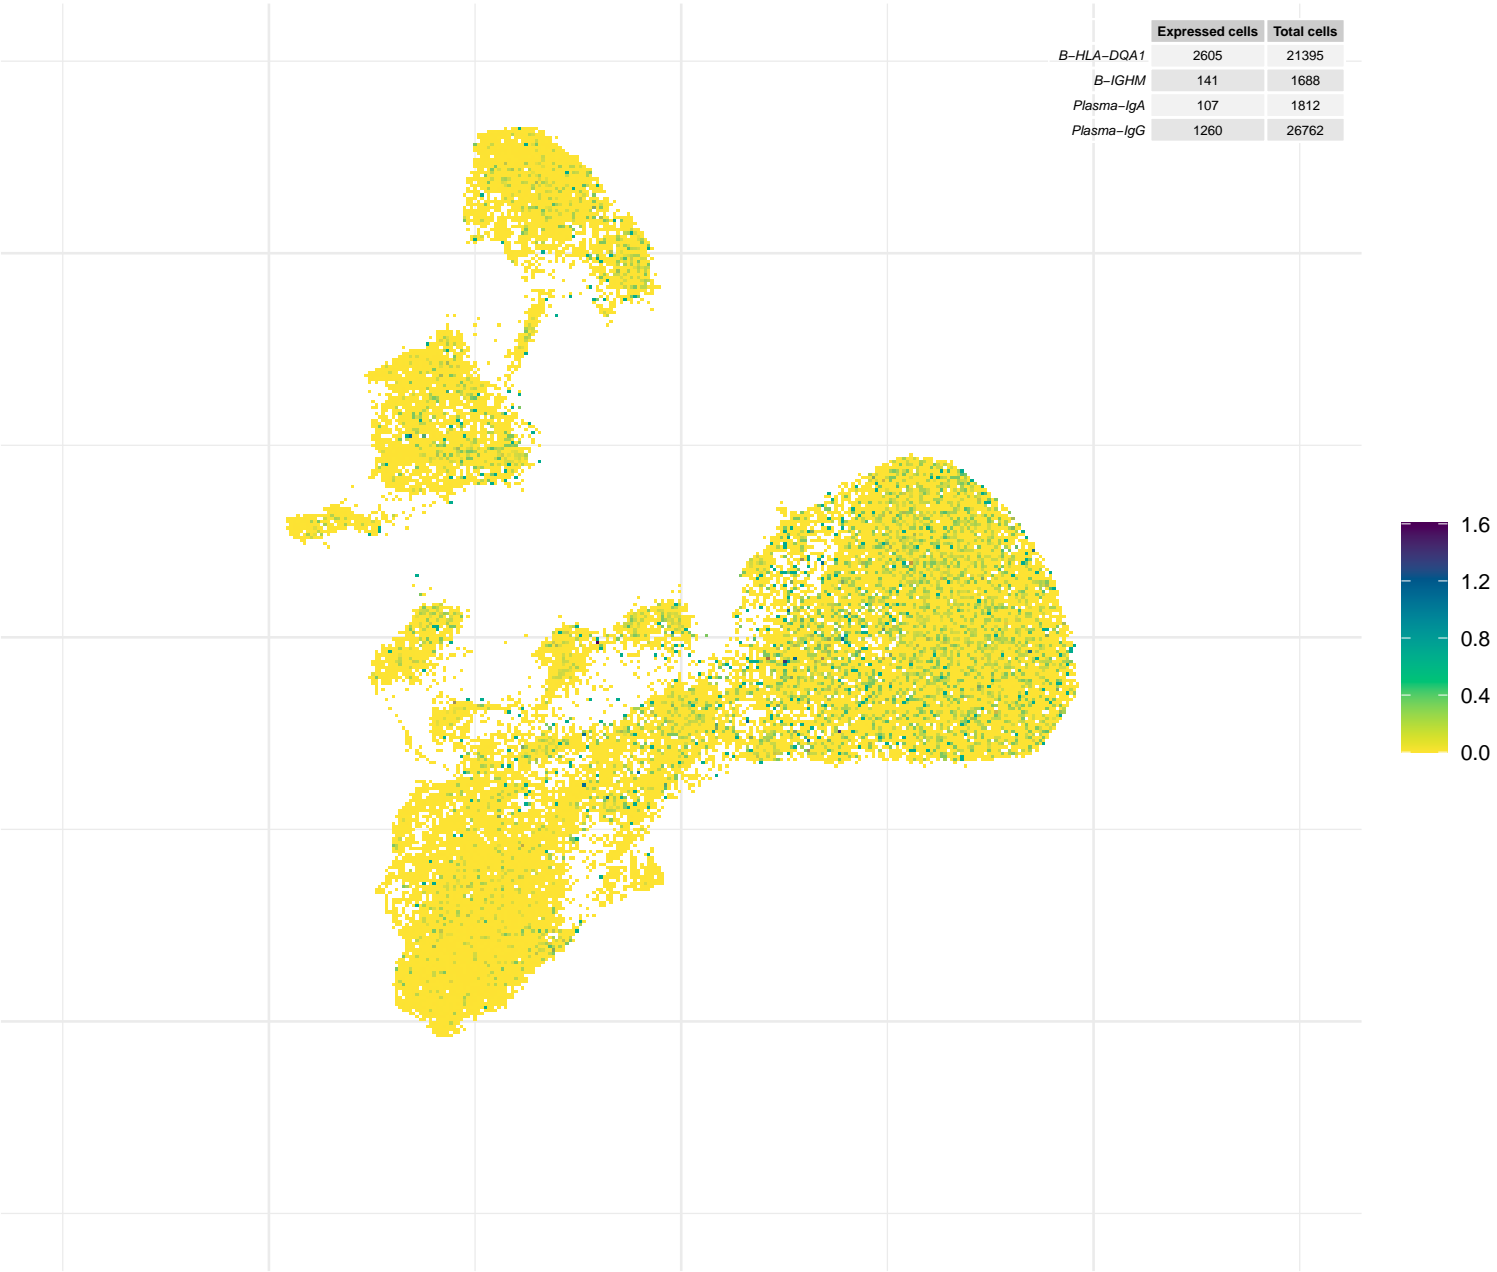 Expressed cells Total cells
B−HLA−DQA1 2605 21395
B−IGHM 141 1688
Plasma−IgA 107 1812
Plasma−IgG 1260 26762
1.6
1.2
0.8
0.4
0.0